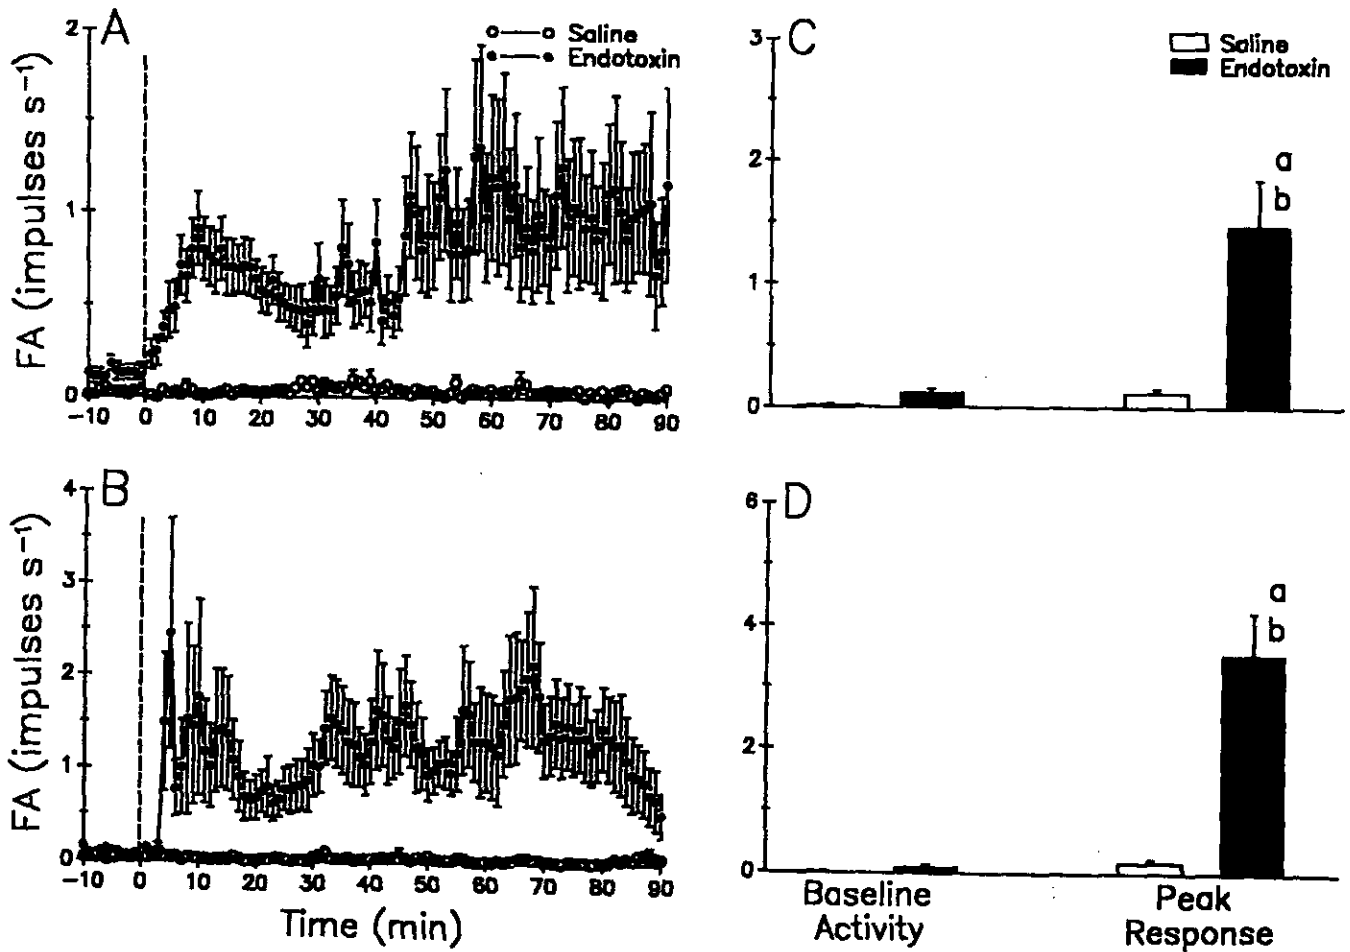 A
Saline
Endotoxin
FA (impulses s⁻¹)
2
1
0
-10 0 10 20 30 40 50 60 70 80 90
B
FA (impulses s⁻¹)
4
3
2
1
0
-10 0 10 20 30 40 50 60 70 80 90
Time (min)
C
Saline
Endotoxin
3
2
1
0
a
b
D
6
4
2
0
a
b
Baseline
Activity
Peak
Response